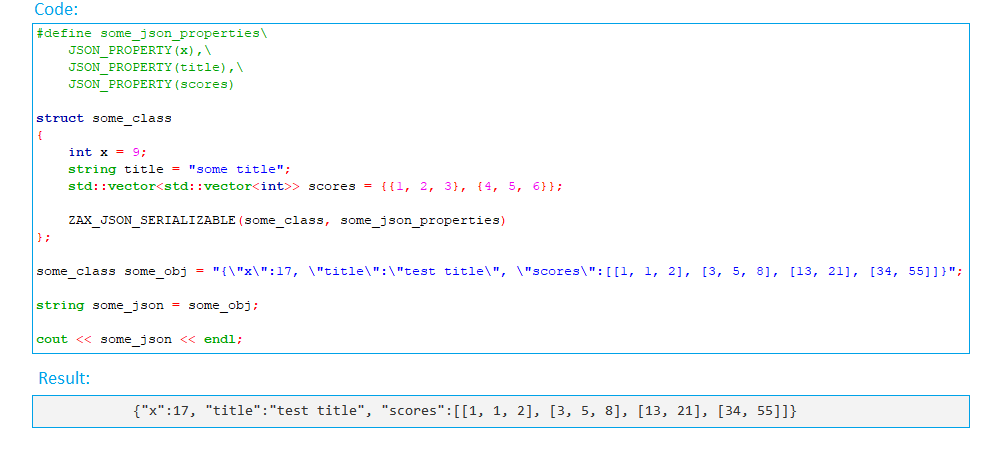 Code:
#define some_json_properties\
    JSON_PROPERTY(x),\
    JSON_PROPERTY(title),\
    JSON_PROPERTY(scores)
struct some_class
{
    int x = 9;
    string title = "some title";
    std::vector<std::vector<int>> scores = {{1, 2, 3}, {4, 5, 6}};
    ZAX_JSON_SERIALIZABLE(some_class, some_json_properties)
};
some_class some_obj = "{\"x\":17, \"title\":\"test title\", \"scores\":[[1, 1, 2], [3, 5, 8], [13, 21], [34, 55]]}";
string some_json = some_obj;
cout << some_json << endl;
Result:
{"x":17, "title":"test title", "scores":[[1, 1, 2], [3, 5, 8], [13, 21], [34, 55]]}